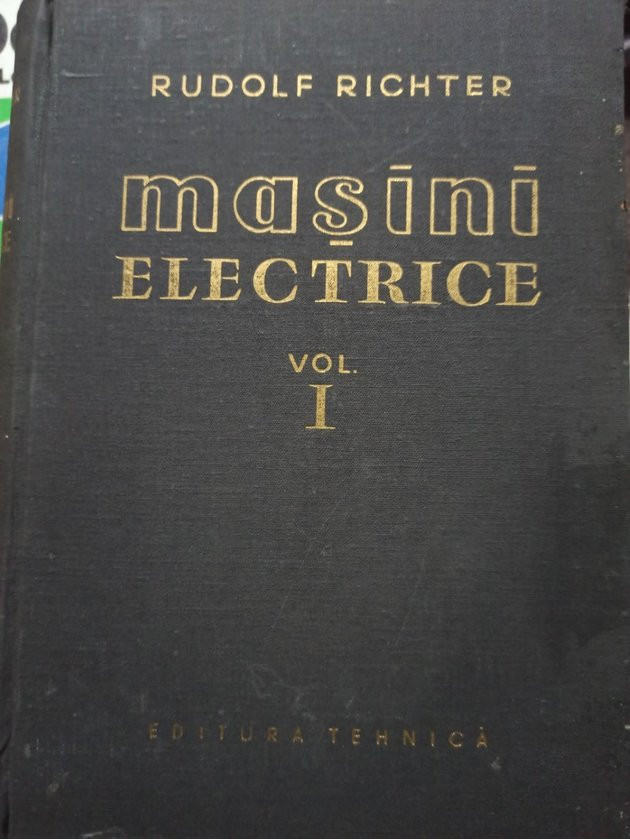 RUDOLF RICHTER
mașini
ELECTRICE
VOL.
I
EDITURA TEHNICĂ